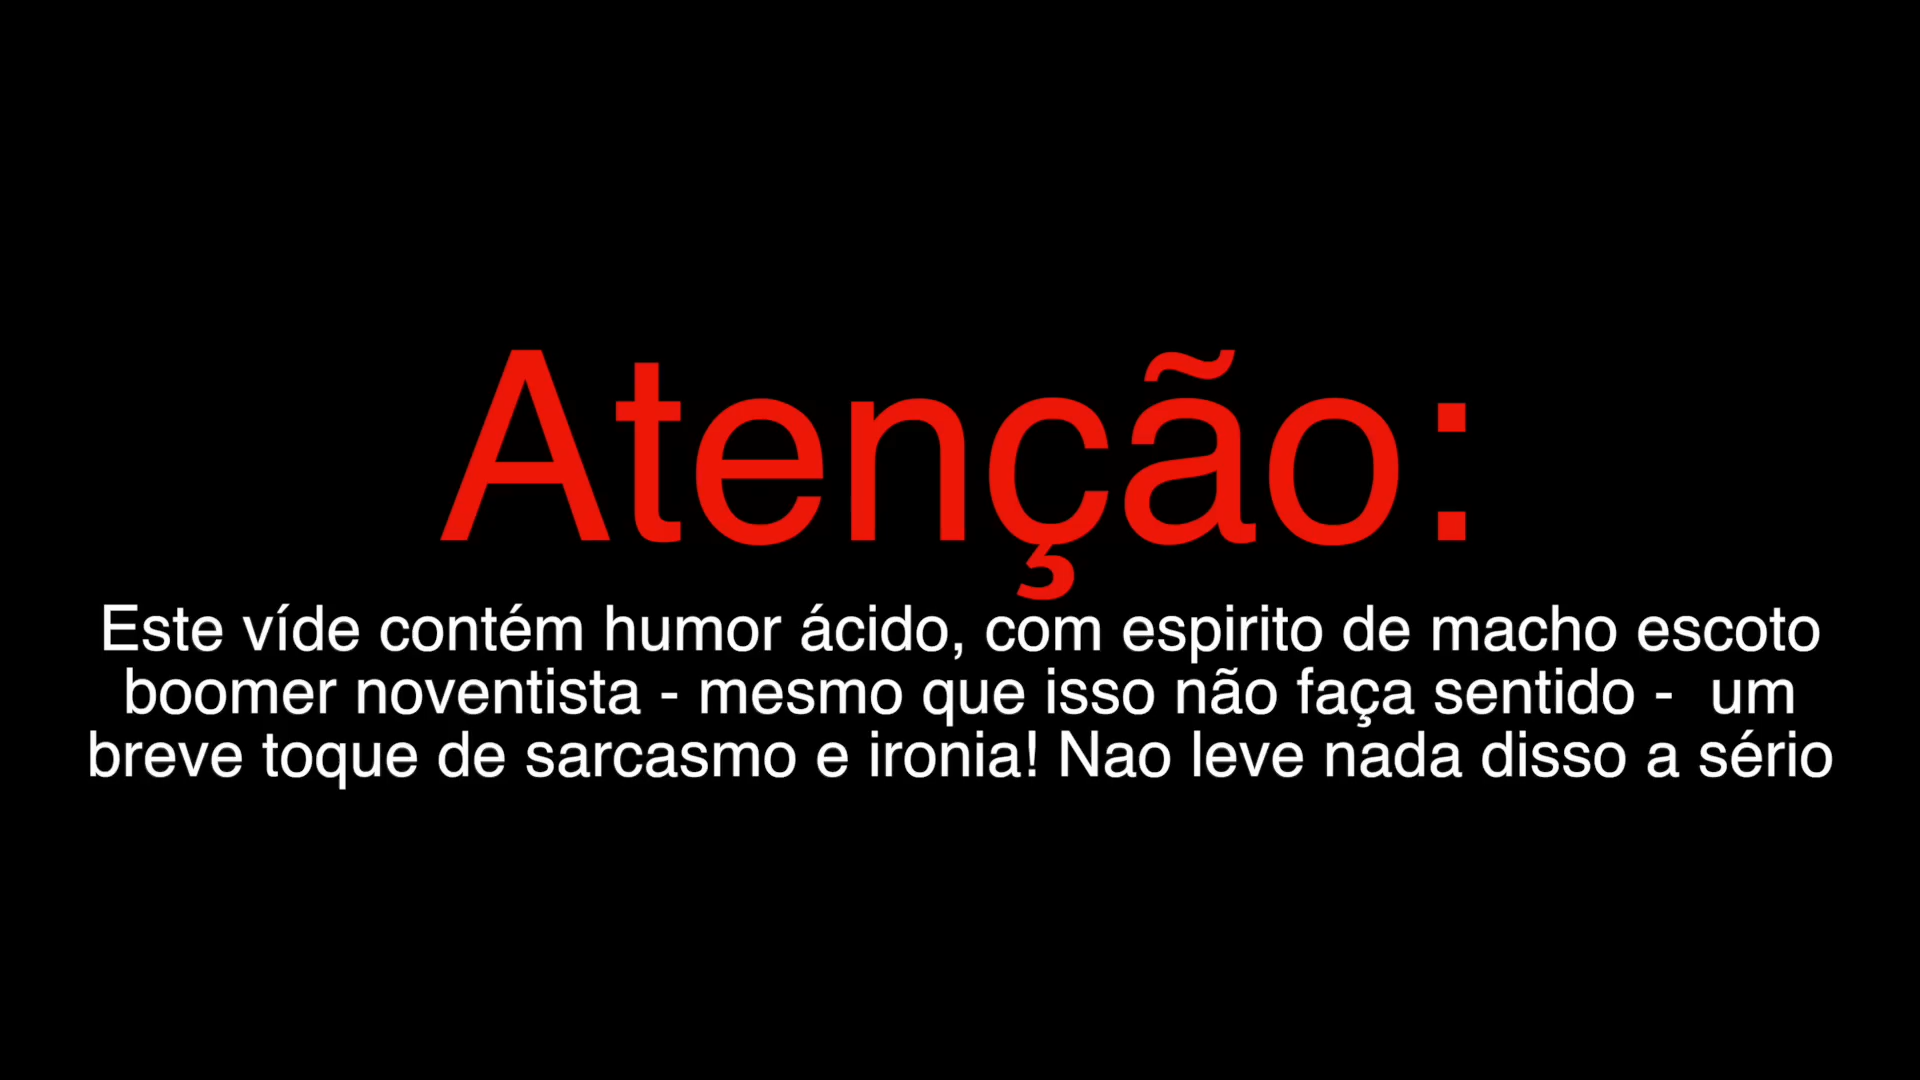 Atenção:
Este víde contém humor ácido, com espirito de macho escoto
boomer noventista - mesmo que isso não faça sentido -  um
breve toque de sarcasmo e ironia! Nao leve nada disso a sério